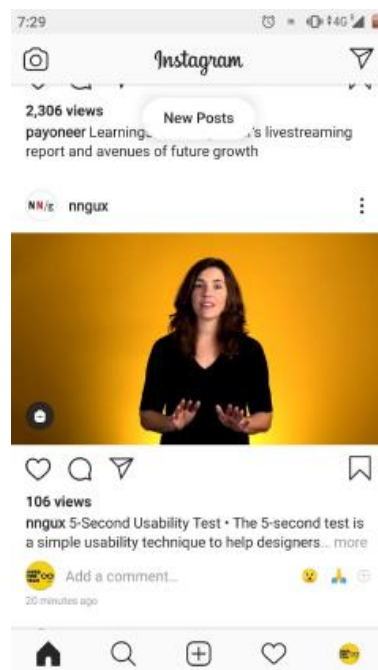 7:29
4G
Instagram
2,306 views
New Posts
payoneer Learning 's livestreaming
report and avenues of future growth
NN/g nngux
106 views
nngux 5-Second Usability Test • The 5-second test is
a simple usability technique to help designers... more
Add a comment...
20 minutes ago